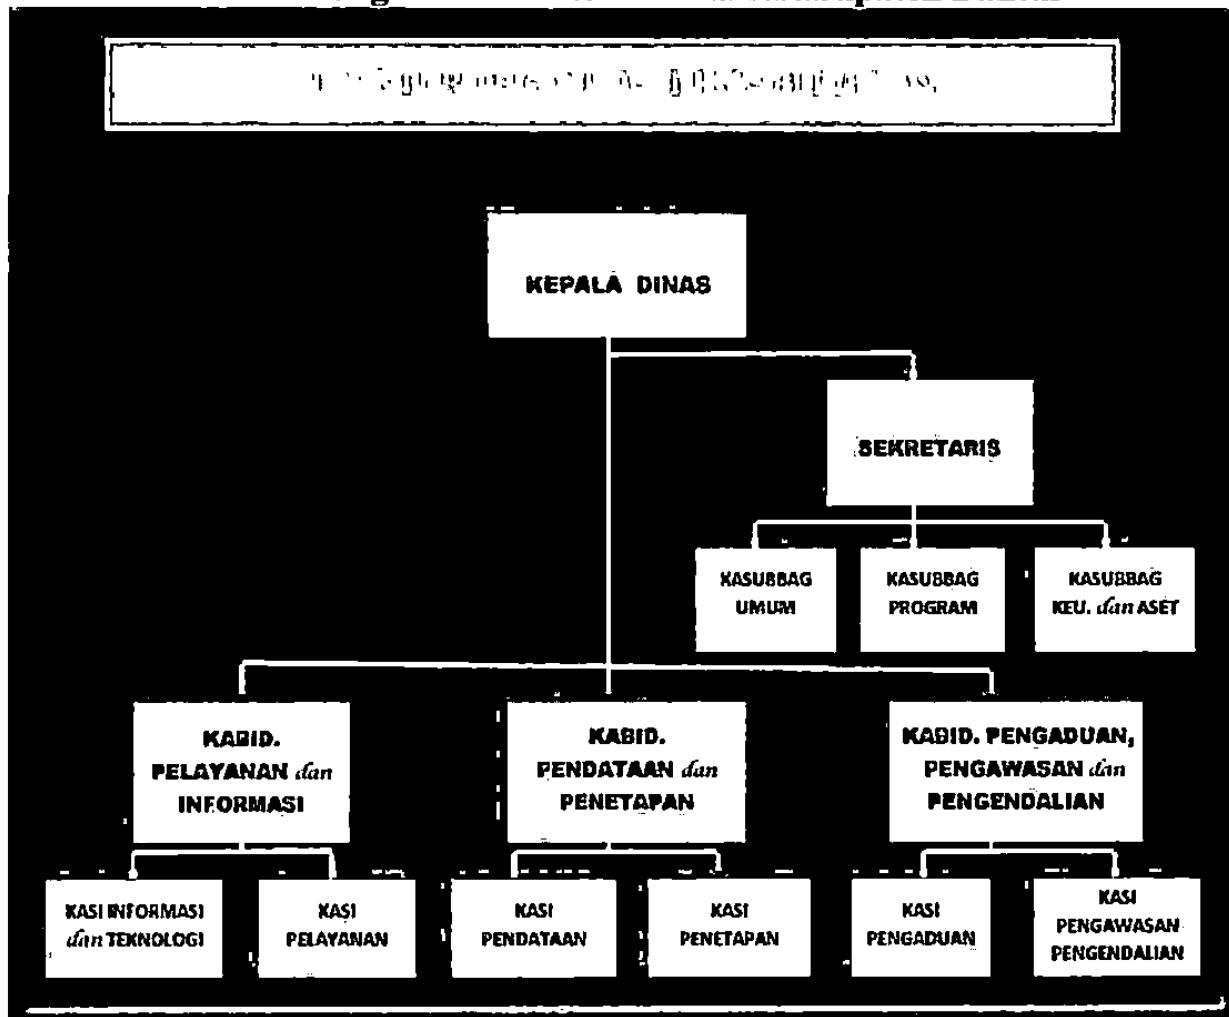 KEPALA DINAS
SEKRETARIS
KASUBBAG
UMUM
KASUBBAG
PROGRAM
KASUBBAG
KEU. dan ASET
KABID.
PELAYANAN dan
INFORMASI
KABID.
PENDATAAN dan
PENETAPAN
KABID. PENGADUAN,
PENGAWASAN dan
PENGENDALIAN
KASI INFORMASI
dan TEKNOLOGI
KASI
PELAYANAN
KASI
PENDATAAN
KASI
PENETAPAN
KASI
PENGADUAN
KASI
PENGAWASAN
PENGENDALIAN